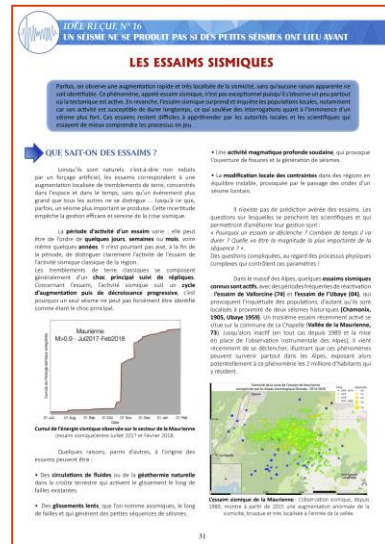 IDÉE REÇUE N° 16
UN SÉISME NE SE PRODUIT PAS SI DES PETITS SÉISMES ONT LIEU AVANT
LES ESSAIMS SISMIQUES
Parfois, on observe une augmentation rapide et très localisée de la sismicité, sans qu'aucune raison apparente ne
soit identifiable. Ce phénomène, appelé essaim sismique, n'est pas exceptionnel puisqu'il s'observe un peu partout
où la tectonique est active. En revanche, l'essaim sismique surprend et inquiète les populations locales, notamment
car son activité est susceptible de durer longtemps, ce qui soulève des interrogations quant à l'imminence d'un
séisme plus fort. Ces essaims restent difficiles à appréhender par les autorités locales et les scientifiques qui
essayent de mieux comprendre les processus en jeu.
QUE SAIT-ON DES ESSAIMS ?
Lorsqu'ils sont naturels, c'est-à-dire non induits
par un forçage artificiel, les essaims correspondent à une
augmentation localisée de tremblements de terre, concentrés
dans l'espace et dans le temps, sans qu'un événement plus
grand que tous les autres ne se distingue ... Jusqu'à ce que,
parfois, un séisme plus important se produise. Cette incertitude
empêche la gestion efficace et sereine de la crise sismique.
La période d'activité d'un essaim varie : elle peut
être de l'ordre de quelques jours, semaines ou mois, voire
même quelques années. Il n'est pourtant pas aisé, à la fin de
la période, de distinguer clairement l'activité de l'essaim de
l'activité sismique classique de la région.
Les tremblements de terre classiques se composent
généralement d'un choc principal suivi de répliques.
Concernant l'essaim, l'activité sismique suit un cycle
d'augmentation puis de décroissance progressive, c'est
pourquoi un seul séisme ne peut pas forcément être identifié
comme étant le choc principal.
Maurienne
M>0.9 - Jul2017-Feb2018
Cumul de l'énergie sismique observée sur le secteur de la Maurienne
(essaim sismique) entre juillet 2017 et février 2018.
Quelques raisons, parmi d'autres, à l'origine des
essaims peuvent être :
• Des circulations de fluides ou de la géothermie naturelle
dans la croûte terrestre qui activent le glissement le long de
failles existantes.
• Des glissements lents, que l'on nomme asismiques, le long
de failles et qui génèrent des petites séquences de séismes.
• Une activité magmatique profonde soudaine, qui provoque
l'ouverture de fissures et la génération de séismes.
• La modification locale des contraintes dans des régions en
équilibre instable, provoquée par le passage des ondes d'un
séisme lointain.
Il n'existe pas de prédiction avérée des essaims. Les
questions sur lesquelles se penchent les scientifiques et qui
permettront d'améliorer leur gestion sont :
« Pourquoi un essaim se déclenche ? Combien de temps il va
durer ? Quelle va être la magnitude la plus importante de la
séquence ? ».
Des questions compliquées, au regard des processus physiques
complexes qui contrôlent ces paramètres !
Dans le massif des Alpes, quelques essaims sismiques
connus sont actifs, avec des périodes fréquentes de réactivation
: l'essaim de Vallorcine (74) et l'essaim de l'Ubaye (04), qui
provoquent l'inquiétude des populations, d'autant qu'ils sont
localisés à proximité de deux séismes historiques (Chamonix,
1905, Ubaye 1959). Un troisième essaim récemment activé se
situe sur la commune de La Chapelle (Vallée de la Maurienne,
73). Jusqu'alors inactif (en tout cas depuis 1989 et la mise
en place de l'observation instrumentale des Alpes), il vient
récemment de se déclencher, illustrant que ces phénomènes
peuvent survenir partout dans les Alpes, exposant alors
potentiellement à ce phénomène les 2 millions d'habitants qui
y résident.
L'essaim sismique de la Maurienne - L'observation sismique, depuis
1989, montre à partir de 2015 une augmentation anormale de la
sismicité, brusque et très localisée à l'entrée de la vallée.
31